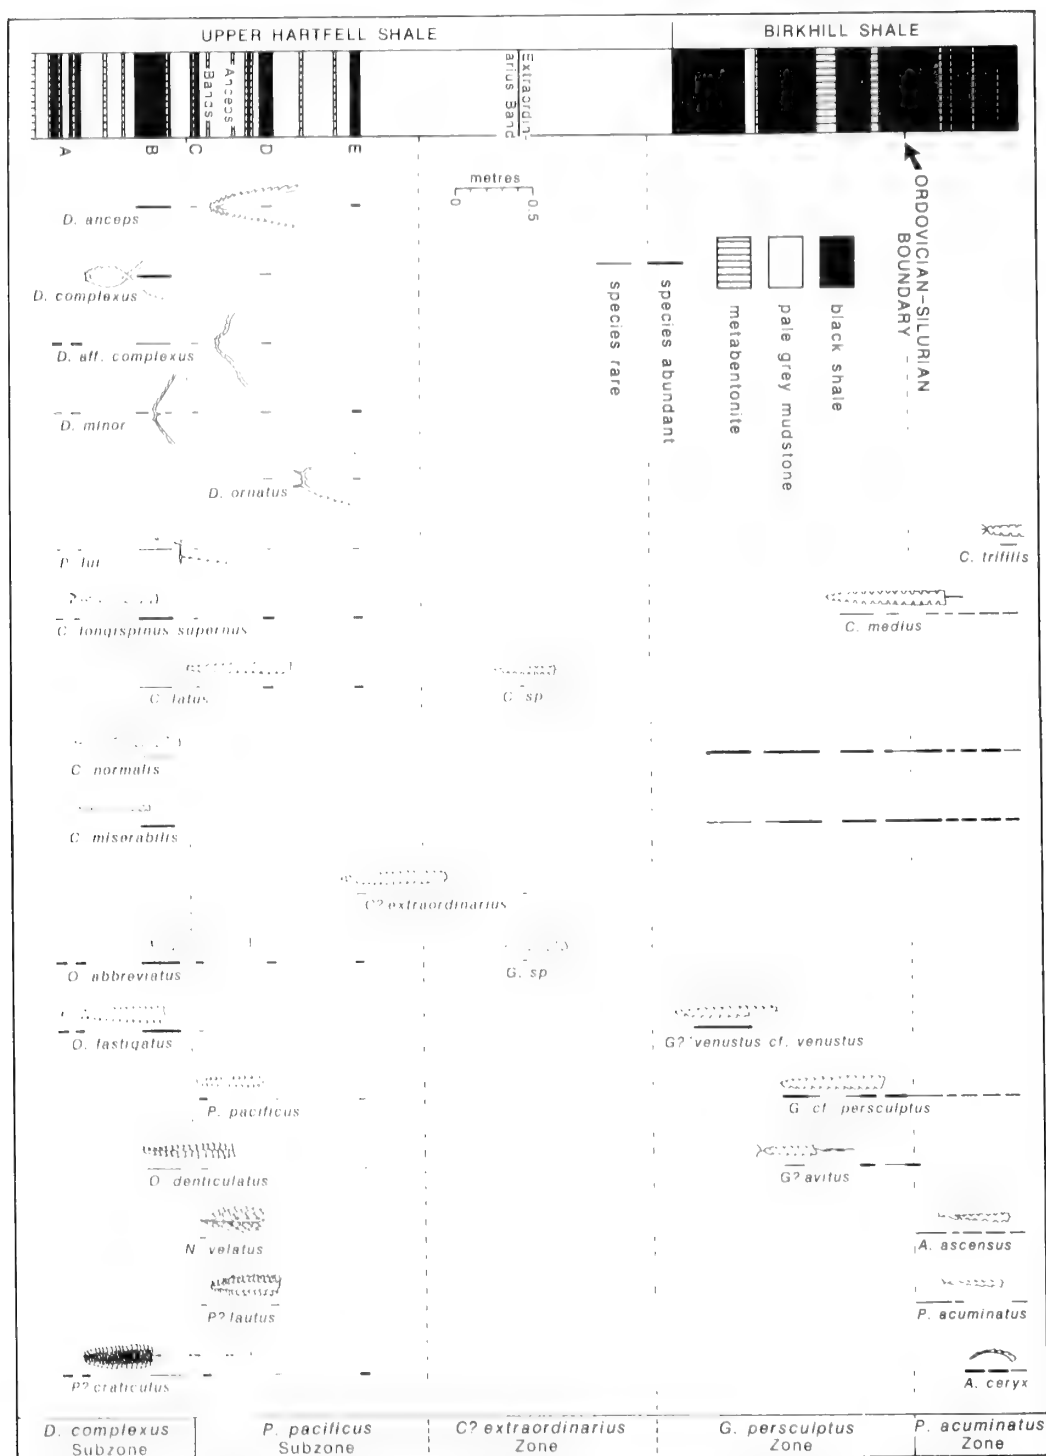 UPPER HARTFELL SHALE
BIRKHILL SHALE
Anceps
Bands
Extraordin-
arius Band
A
B
C
D
E
ORDOVICIAN-SILURIAN
BOUNDARY
metres
0
0.5
species rare
species abundant
metabentonite
pale grey mudstone
black shale
D. anceps
D. complexus
D. aff. complexus
D. minor
D. ornatus
C. trifilis
C. longispinus supernus
C. medius
C. latus
C. sp
C. normalis
C. miserabilis
C? extraordinarius
O. abbreviatus
G. sp
O. fastigatus
G? venustus cf. venustus
P. pacificus
G. cf. persculptus
O. denticulatus
G? avitus
N. velatus
A. ascensus
P? lautus
P. acuminatus
P? craticulus
A. ceryx
D. complexus
Subzone
P. pacificus
Subzone
C? extraordinarius
Zone
G. persculptus
Zone
P. acuminatus
Zone